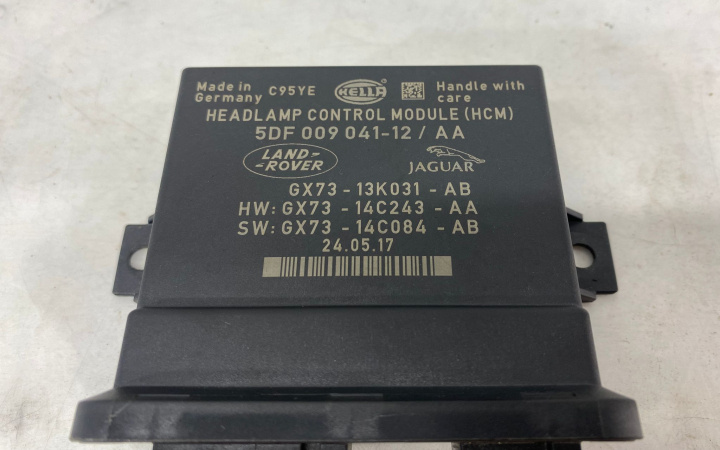 Made in
Germany
C95YE
HELLA
Handle with
care
HEADLAMP CONTROL MODULE (HCM)
5DF 009 041-12 / AA
LAND-
-ROVER
JAGUAR
GX73 - 13K031 - AB
HW: GX73 - 14C243 - AA
SW: GX73 - 14C084 - AB
24.05.17